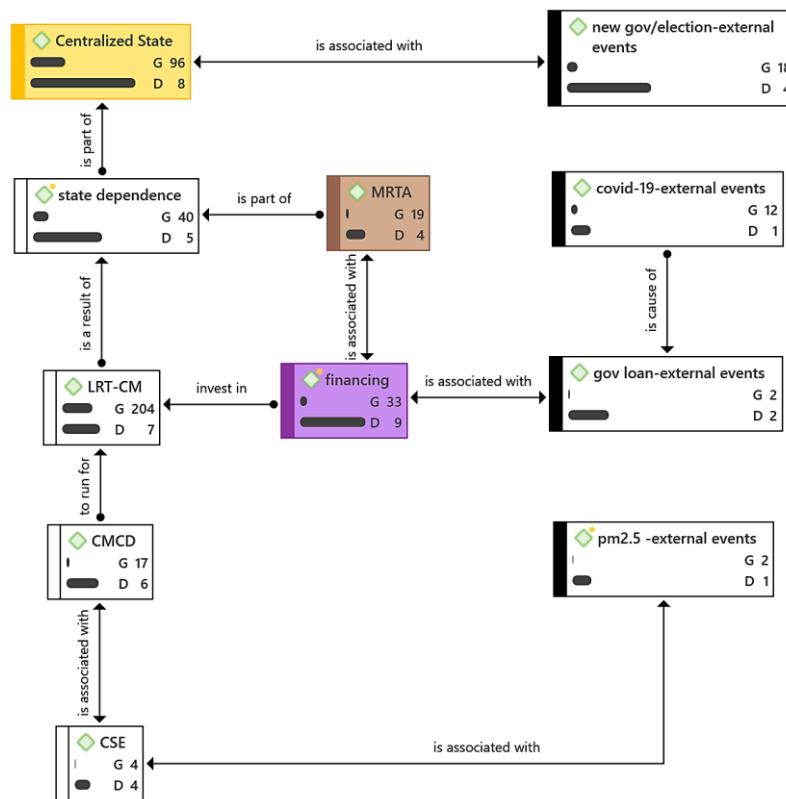 Centralized State
G 96
D 8
is associated with
new gov/election-external
events
G 18
D 4
is part of
state dependence
G 40
D 5
is part of
MRTA
G 19
D 4
covid-19-external events
G 12
D 1
is a result of
is associated with
is cause of
LRT-CM
G 204
D 7
invest in
financing
G 33
D 9
is associated with
gov loan-external events
G 2
D 2
to run for
CMCD
G 17
D 6
pm2.5 -external events
G 2
D 1
is associated with
CSE
G 4
D 4
is associated with